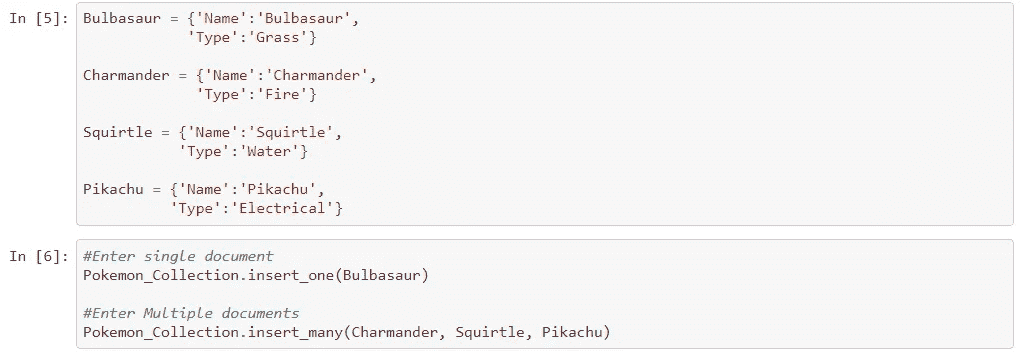 In [5]: Bulbasaur = {'Name':'Bulbasaur',
'Type':'Grass'}
Charmander = {'Name':'Charmander',
'Type':'Fire'}
Squirtle = {'Name':'Squirtle',
'Type':'Water'}
Pikachu = {'Name':'Pikachu',
'Type':'Electrical'}
In [6]: #Enter single document
Pokemon_Collection.insert_one(Bulbasaur)
#Enter Multiple documents
Pokemon_Collection.insert_many(Charmander, Squirtle, Pikachu)